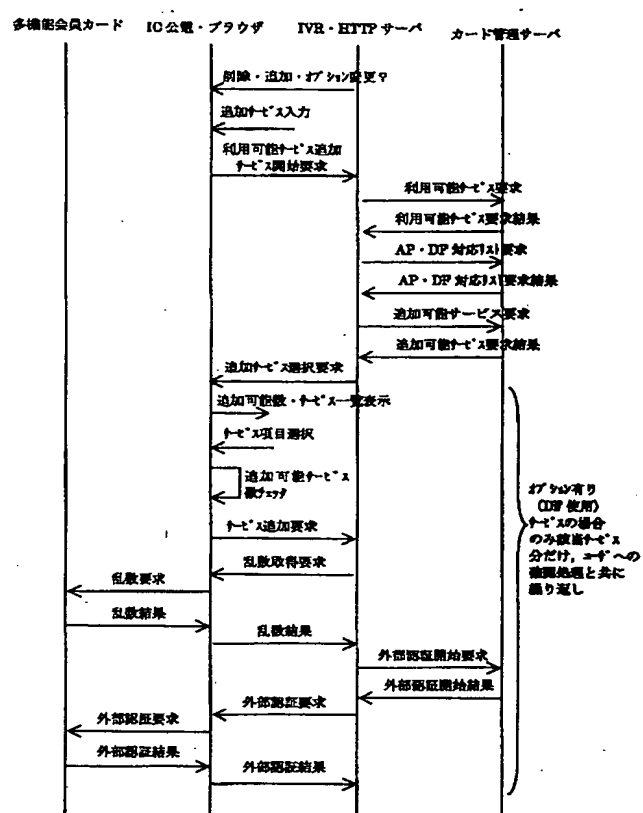 多機能会員カード IC公電・ブラウザ IVR・HTTPサーバ カード管理サーバ
削除・追加・ｵﾌﾟｼｮﾝ変更？
追加ｻｰﾋﾞｽ入力
利用可能ｻｰﾋﾞｽ追加
ｻｰﾋﾞｽ開始要求
利用可能ｻｰﾋﾞｽ要求
利用可能ｻｰﾋﾞｽ要求結果
AP・DF対応ﾘｽﾄ要求
AP・DF対応ﾘｽﾄ要求結果
追加可能サービス要求
追加可能ｻｰﾋﾞｽ要求結果
追加ｻｰﾋﾞｽ選択要求
追加可能数・ｻｰﾋﾞｽ一覧表示
ｻｰﾋﾞｽ項目選択
追加可能サービス
数ﾁｪｯｸ
ｻｰﾋﾞｽ追加要求
乱数取得要求
乱数要求
乱数結果
乱数結果
外部認証開始要求
外部認証開始結果
外部認証要求
外部認証要求
外部認証結果
外部認証結果
ｵﾌﾟｼｮﾝ有り
（DF使用）
ｻｰﾋﾞｽの場合
のみ該当ｻｰﾋﾞｽ
分だけ，ﾕｰｻﾞへの
確認処理と共に
繰り返し